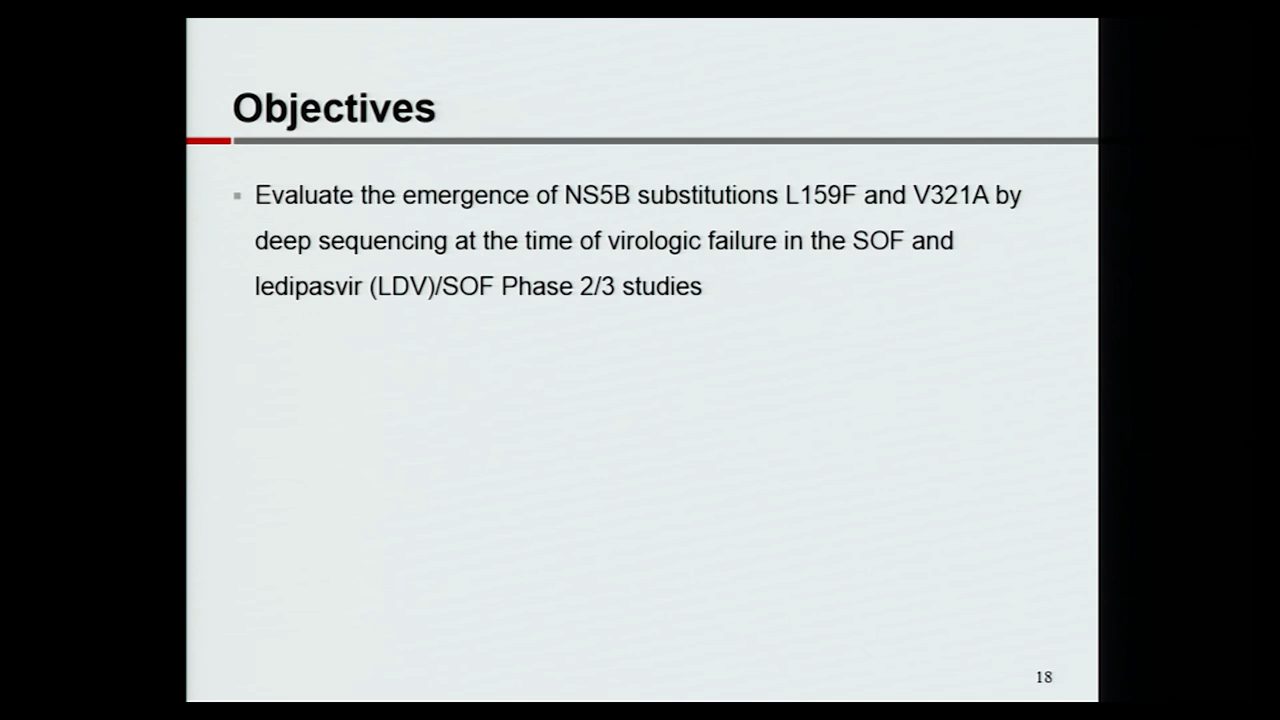 Objectives
Evaluate the emergence of NS5B substitutions L159F and V321A by
deep sequencing at the time of virologic failure in the SOF and
ledipasvir (LDV)/SOF Phase 2/3 studies
18